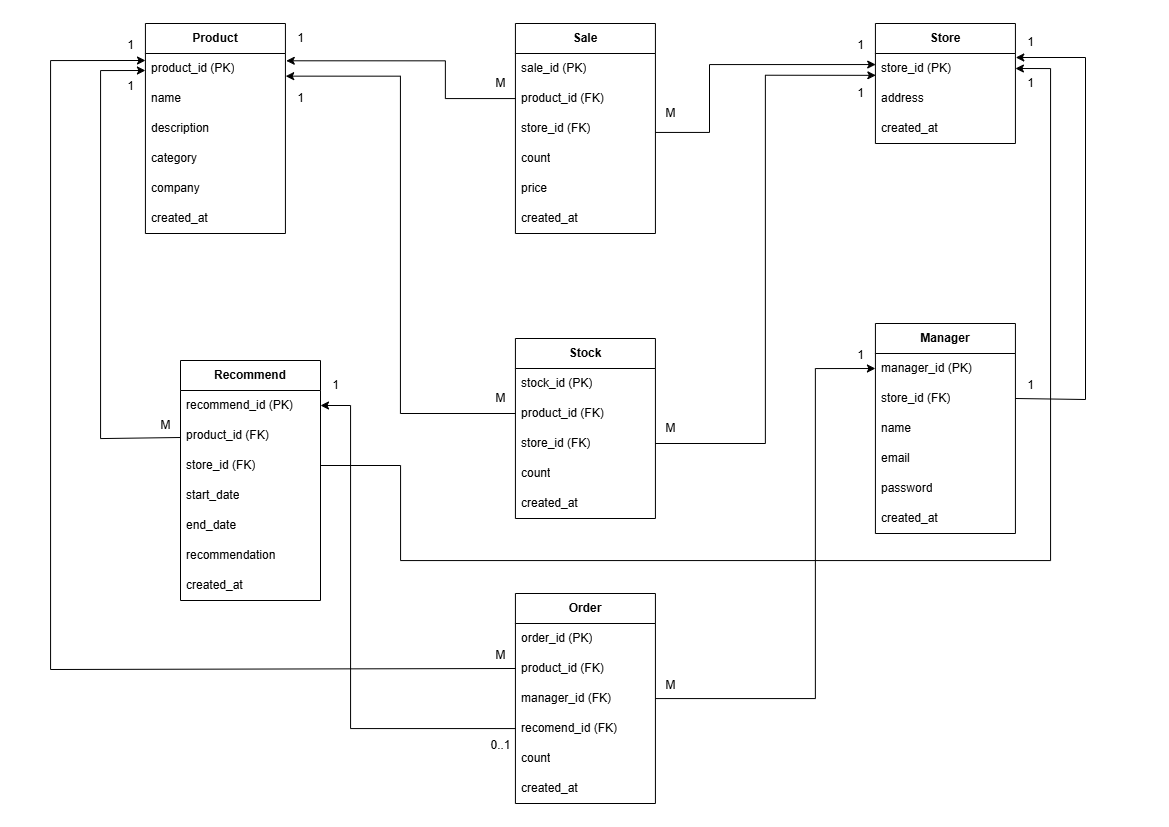 Product
product_id (PK)
name
description
category
company
created_at
1
1
1
1
Sale
sale_id (PK)
product_id (FK)
store_id (FK)
count
price
created_at
M
M
Store
store_id (PK)
address
created_at
1
1
1
1
Recommend
recommend_id (PK)
product_id (FK)
store_id (FK)
start_date
end_date
recommendation
created_at
M
1
Stock
stock_id (PK)
product_id (FK)
store_id (FK)
count
created_at
M
M
Manager
manager_id (PK)
store_id (FK)
name
email
password
created_at
1
1
Order
order_id (PK)
product_id (FK)
manager_id (FK)
recomend_id (FK)
count
created_at
M
M
0..1